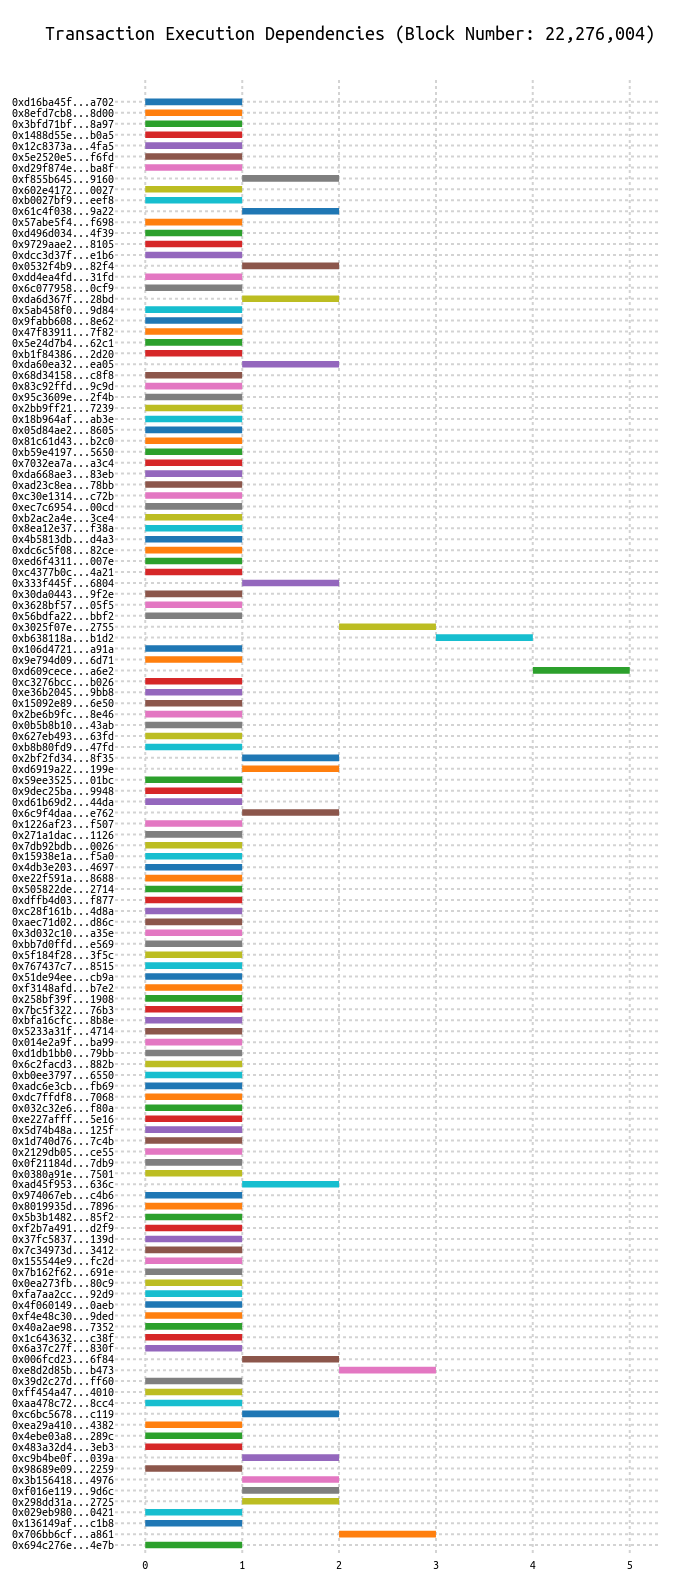 Transaction Execution Dependencies (Block Number: 22,276,004)
0xd16ba45f...a702
0x8efd7cb8...8d00
0x3bfd71bf...8a97
0x1488d55e...b0a5
0x12c8373a...4fa5
0x5e2520e5...f6fd
0xd29f874e...ba8f
0xf855b645...9160
0x602e4172...0027
0xb0027bf9...eef8
0x61c4f038...9a22
0x57abe5f4...f698
0xd496d034...4f39
0x9729aae2...8105
0xdcc3d37f...e1b6
0x0532f4b9...82f4
0xdd4ea4fd...31fd
0x6c077958...0cf9
0xda6d367f...28bd
0x5ab458f0...9d84
0x9fabb608...8e62
0x47f83911...7f82
0x5e24d7b4...62c1
0xb1f84386...2d20
0xda60ea32...ea05
0x68d34158...c8f8
0x83c92ffd...9c9d
0x95c3609e...2f4b
0x2bb9ff21...7239
0x18b964af...ab3e
0x05d84ae2...8605
0x81c61d43...b2c0
0xb59e4197...5650
0x7032ea7a...a3c4
0xda668ae3...83eb
0xad23c8ea...78bb
0xc30e1314...c72b
0xec7c6954...00cd
0xb2ac2a4e...3ce4
0x8ea12e37...f38a
0x4b5813db...d4a3
0xdc6c5f08...82ce
0xed6f4311...007e
0xc4377b0c...4a21
0x333f445f...6804
0x30da0443...9f2e
0x3628bf57...05f5
0x56bdfa22...bbf2
0x3025f07e...2755
0xb638118a...b1d2
0x106d4721...a91a
0x9e794d09...6d71
0xd609cece...a6e2
0xc3276bcc...b026
0xe36b2045...9bb8
0x15092e89...6e50
0x2be6b9fc...8e46
0x0b5b8b10...43ab
0x627eb493...63fd
0xb8b80fd9...47fd
0x2bf2fd34...8f35
0xd6919a22...199e
0x59ee3525...01bc
0x9dec25ba...9948
0xd61b69d2...44da
0x6c9f4daa...e762
0x1226af23...f507
0x271a1dac...1126
0x7db92bdb...0026
0x15938e1a...f5a0
0x4db3e203...4697
0xe22f591a...8688
0x505822de...2714
0xdffb4d03...f877
0xc28f161b...4d8a
0xaec71d02...d86c
0x3d032c10...a35e
0xbb7d0ffd...e569
0x5f184f28...3f5c
0x767437c7...8515
0x51de94ee...cb9a
0xf3148afd...b7e2
0x258bf39f...1908
0x7bc5f322...76b3
0xbfa16cfc...8b8e
0x5233a31f...4714
0x014e2a9f...ba99
0xd1db1bb0...79bb
0x6c2facd3...882b
0xb0ee3797...6550
0xadc6e3cb...fb69
0xdc7ffdf8...7068
0x032c32e6...f80a
0xe227afff...5e16
0x5d74b48a...125f
0x1d740d76...7c4b
0x2129db05...ce55
0x0f21184d...7db9
0x0380a91e...7501
0xad45f953...636c
0x974067eb...c4b6
0x8019935d...7896
0x5b3b1482...85f2
0xf2b7a491...d2f9
0x37fc5837...139d
0x7c34973d...3412
0x155544e9...fc2d
0x7b162f62...691e
0x0ea273fb...80c9
0xfa7aa2cc...92d9
0x4f060149...0aeb
0xf4e48c30...9ded
0x40a2ae98...7352
0x1c643632...c38f
0x6a37c27f...830f
0x006fcd23...6f84
0xe8d2d85b...b473
0x39d2c27d...ff60
0xff454a47...4010
0xaa478c72...8cc4
0xc6bc5678...c119
0xea29a410...4382
0x4ebe03a8...289c
0x483a32d4...3eb3
0xc9b4be0f...039a
0x98689e09...2259
0x3b156418...4976
0xf016e119...9d6c
0x298dd31a...2725
0x029eb980...0421
0x136149af...c1b8
0x706bb6cf...a861
0x694c276e...4e7b
0 1 2 3 4 5